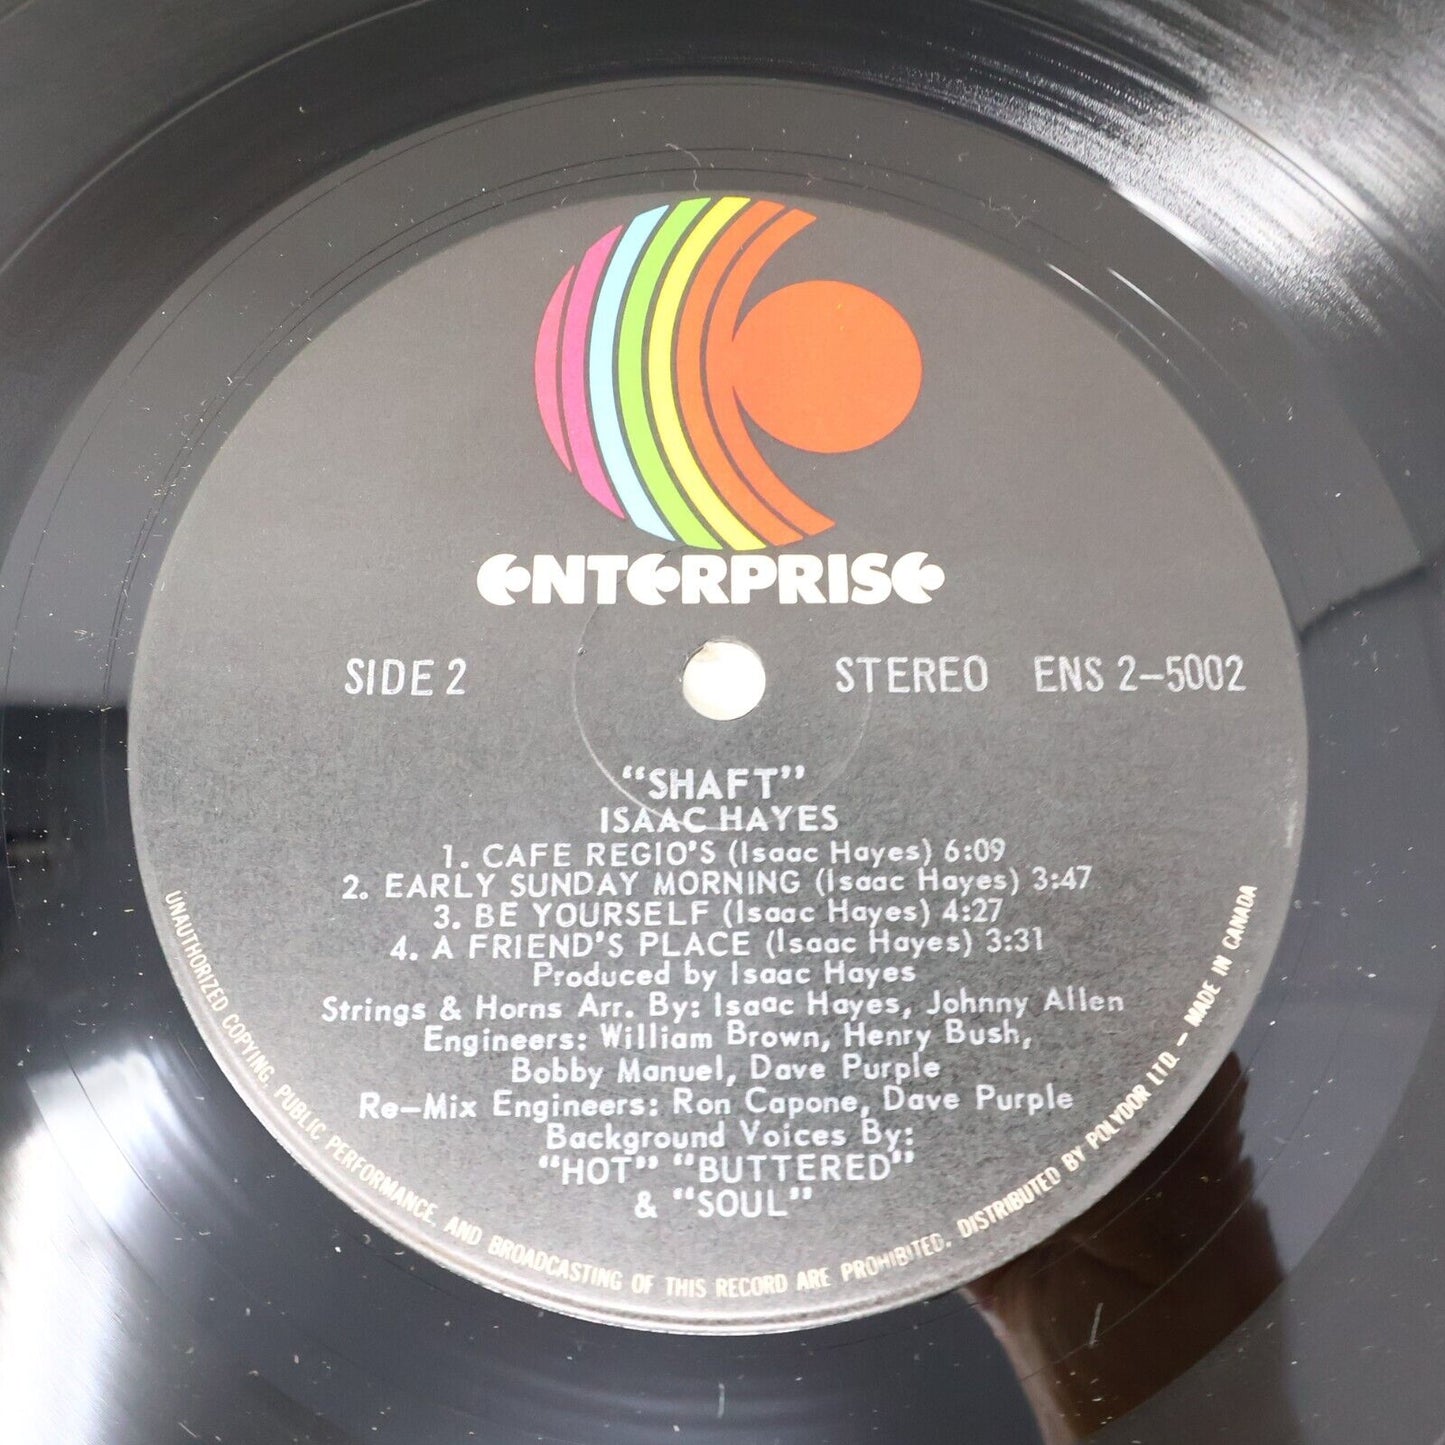 ENTERPRISE
SIDE 2
STEREO ENS 2-5002
"SHAFT"
ISAAC HAYES
1. CAFE REGIO'S (Isaac Hayes) 6:09
2. EARLY SUNDAY MORNING (Isaac Hayes) 3:47
3. BE YOURSELF (Isaac Hayes) 4:27
4. A FRIEND'S PLACE (Isaac Hayes) 3:31
Produced by Isaac Hayes
Strings & Horns Arr. By: Isaac Hayes, Johnny Allen
Engineers: William Brown, Henry Bush,
Bobby Manuel, Dave Purple
Re-Mix Engineers: Ron Capone, Dave Purple
Background Voices By:
"HOT" "BUTTERED"
& "SOUL"
UNAUTHORIZED COPYING, PUBLIC PERFORMANCE, AND BROADCASTING OF THIS RECORD ARE PROHIBITED. DISTRIBUTED BY POLYDOR LTD. - MADE IN CANADA